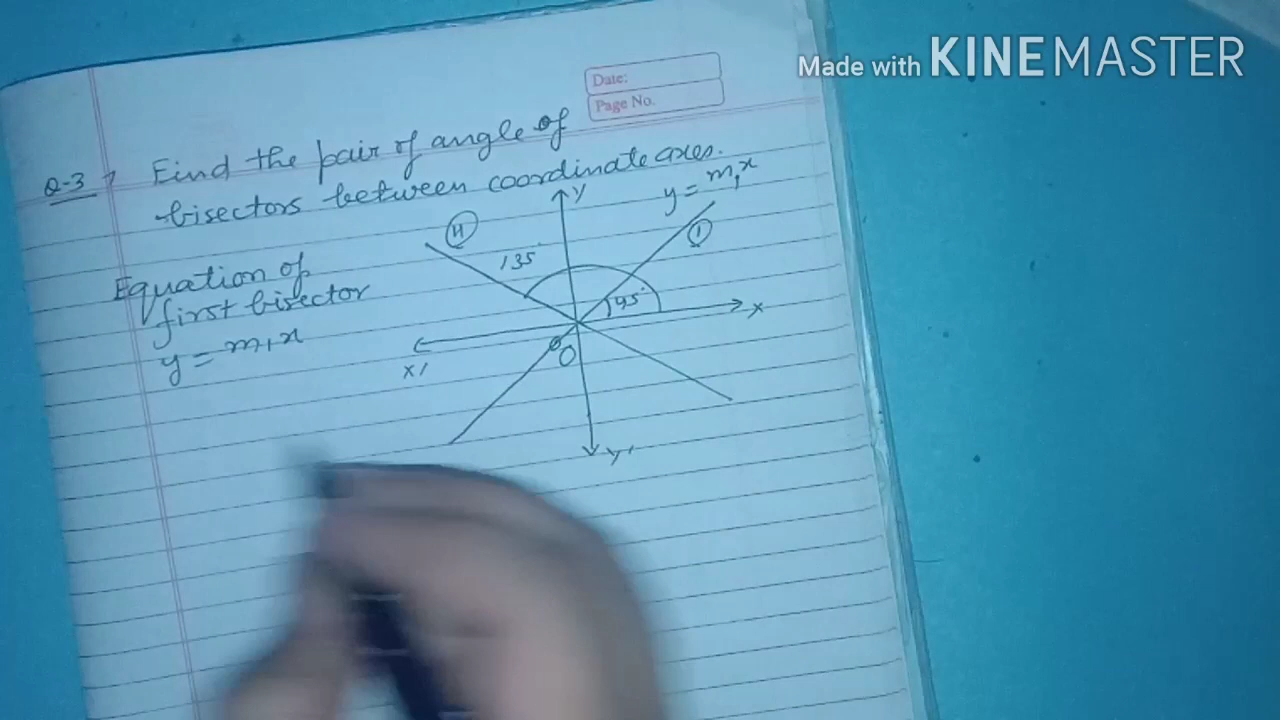 Made with KINEMASTER
Date:
Page No.
Q-3 Find the pair of angle of
bisectors between coordinate axes.
y = m₁x
Y
II
I
135°
45°
X
X'
O
Y'
Equation of
first bisector
y = m₁x